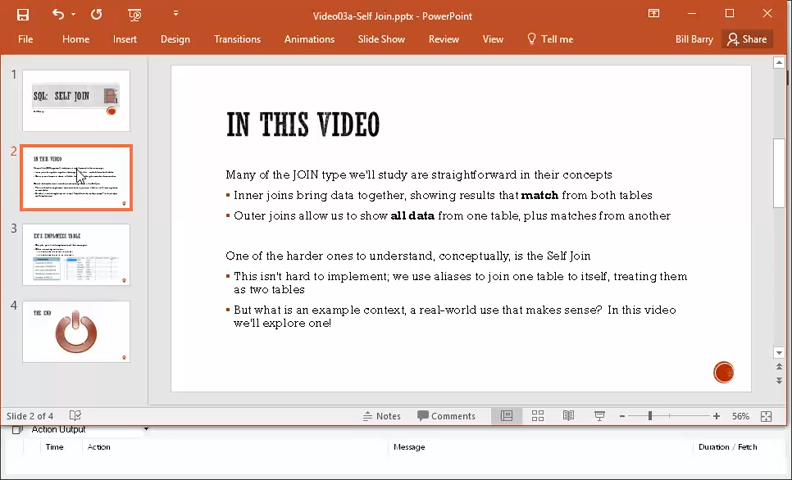 Video03a-Self Join.pptx - PowerPoint
File Home Insert Design Transitions Animations Slide Show Review View Tell me Bill Barry Share
1
SQL: SELF JOIN
2
IN THIS VIDEO
3
EX'S EMPLOYEES TABLE
4
THE END
IN THIS VIDEO
Many of the JOIN type we'll study are straightforward in their concepts
▪ Inner joins bring data together, showing results that match from both tables
▪ Outer joins allow us to show all data from one table, plus matches from another
One of the harder ones to understand, conceptually, is the Self Join
▪ This isn't hard to implement; we use aliases to join one table to itself, treating them
as two tables
▪ But what is an example context, a real-world use that makes sense? In this video
we'll explore one!
Slide 2 of 4 Notes Comments 56%
Action Output
Time Action Message Duration / Fetch